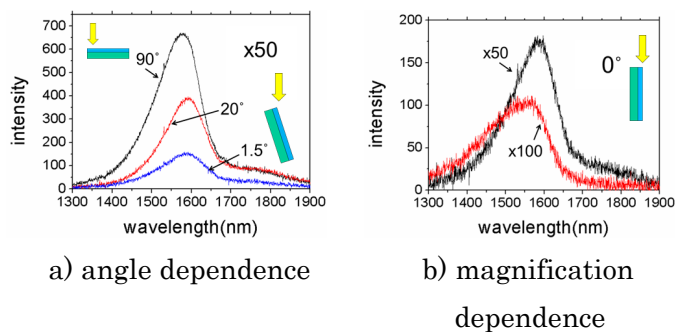 700
600
500
400
300
200
100
0
intensity
90°
x50
20°
1.5°
1300 1400 1500 1600 1700 1800 1900
wavelength(nm)
a) angle dependence
200
150
100
50
0
intensity
x50
0°
x100
1300 1400 1500 1600 1700 1800 1900
wavelength(nm)
b) magnification
dependence